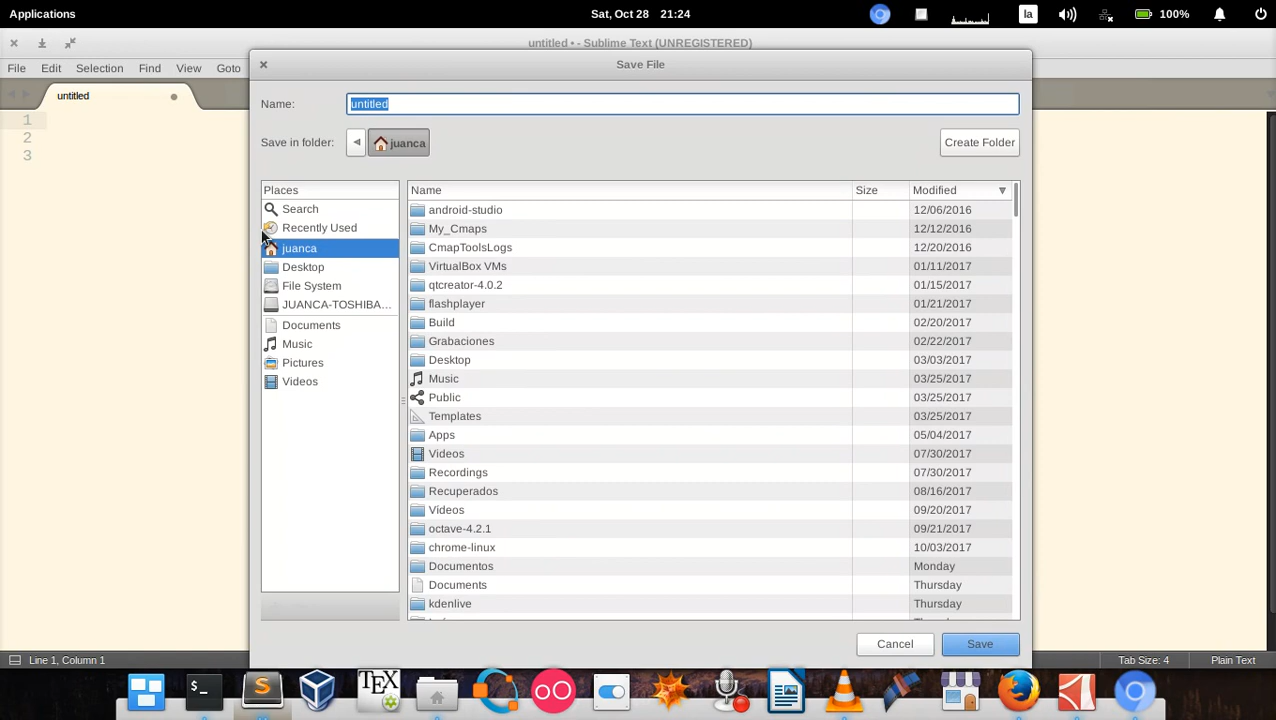 Applications
Sat, Oct 28 21:24
la
100%
untitled • - Sublime Text (UNREGISTERED)
File Edit Selection Find View Goto
untitled
1
2
3
Save File
Name: untitled
Save in folder: juanca
Create Folder
Places
Search
Recently Used
juanca
Desktop
File System
JUANCA-TOSHIBA...
Documents
Music
Pictures
Videos
Name Size Modified
android-studio 12/06/2016
My_Cmaps 12/12/2016
CmapToolsLogs 12/20/2016
VirtualBox VMs 01/11/2017
qtcreator-4.0.2 01/15/2017
flashplayer 01/21/2017
Build 02/20/2017
Grabaciones 02/22/2017
Desktop 03/03/2017
Music 03/25/2017
Public 03/25/2017
Templates 03/25/2017
Apps 05/04/2017
Videos 07/30/2017
Recordings 07/30/2017
Recuperados 08/16/2017
Vídeos 09/20/2017
octave-4.2.1 09/21/2017
chrome-linux 10/03/2017
Documentos Monday
Documents Thursday
kdenlive Thursday
Cancel
Save
Line 1, Column 1
Tab Size: 4
Plain Text
>_
S
TEX